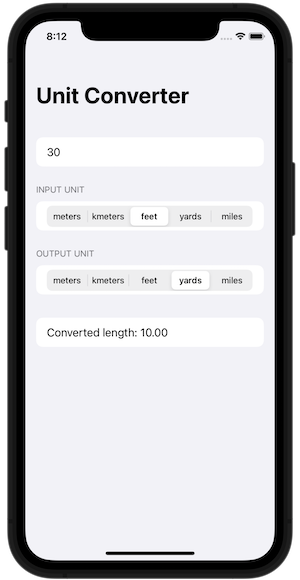 8:12
Unit Converter
30
INPUT UNIT
meters kmeters feet yards miles
OUTPUT UNIT
meters kmeters feet yards miles
Converted length: 10.00